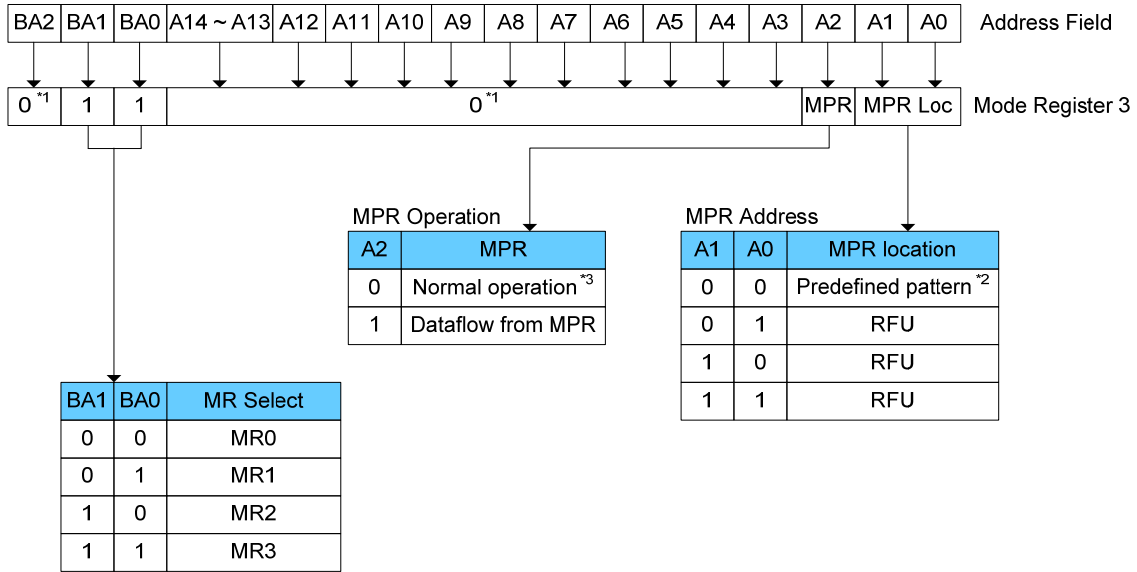 BA2 BA1 BA0 A14 ~ A13 A12 A11 A10 A9 A8 A7 A6 A5 A4 A3 A2 A1 A0 Address Field
0 *1 1 1 0 *1 MPR MPR Loc Mode Register 3
MPR Operation
A2 MPR
0 Normal operation *3
1 Dataflow from MPR
MPR Address
A1 A0 MPR location
0 0 Predefined pattern *2
0 1 RFU
1 0 RFU
1 1 RFU
BA1 BA0 MR Select
0 0 MR0
0 1 MR1
1 0 MR2
1 1 MR3